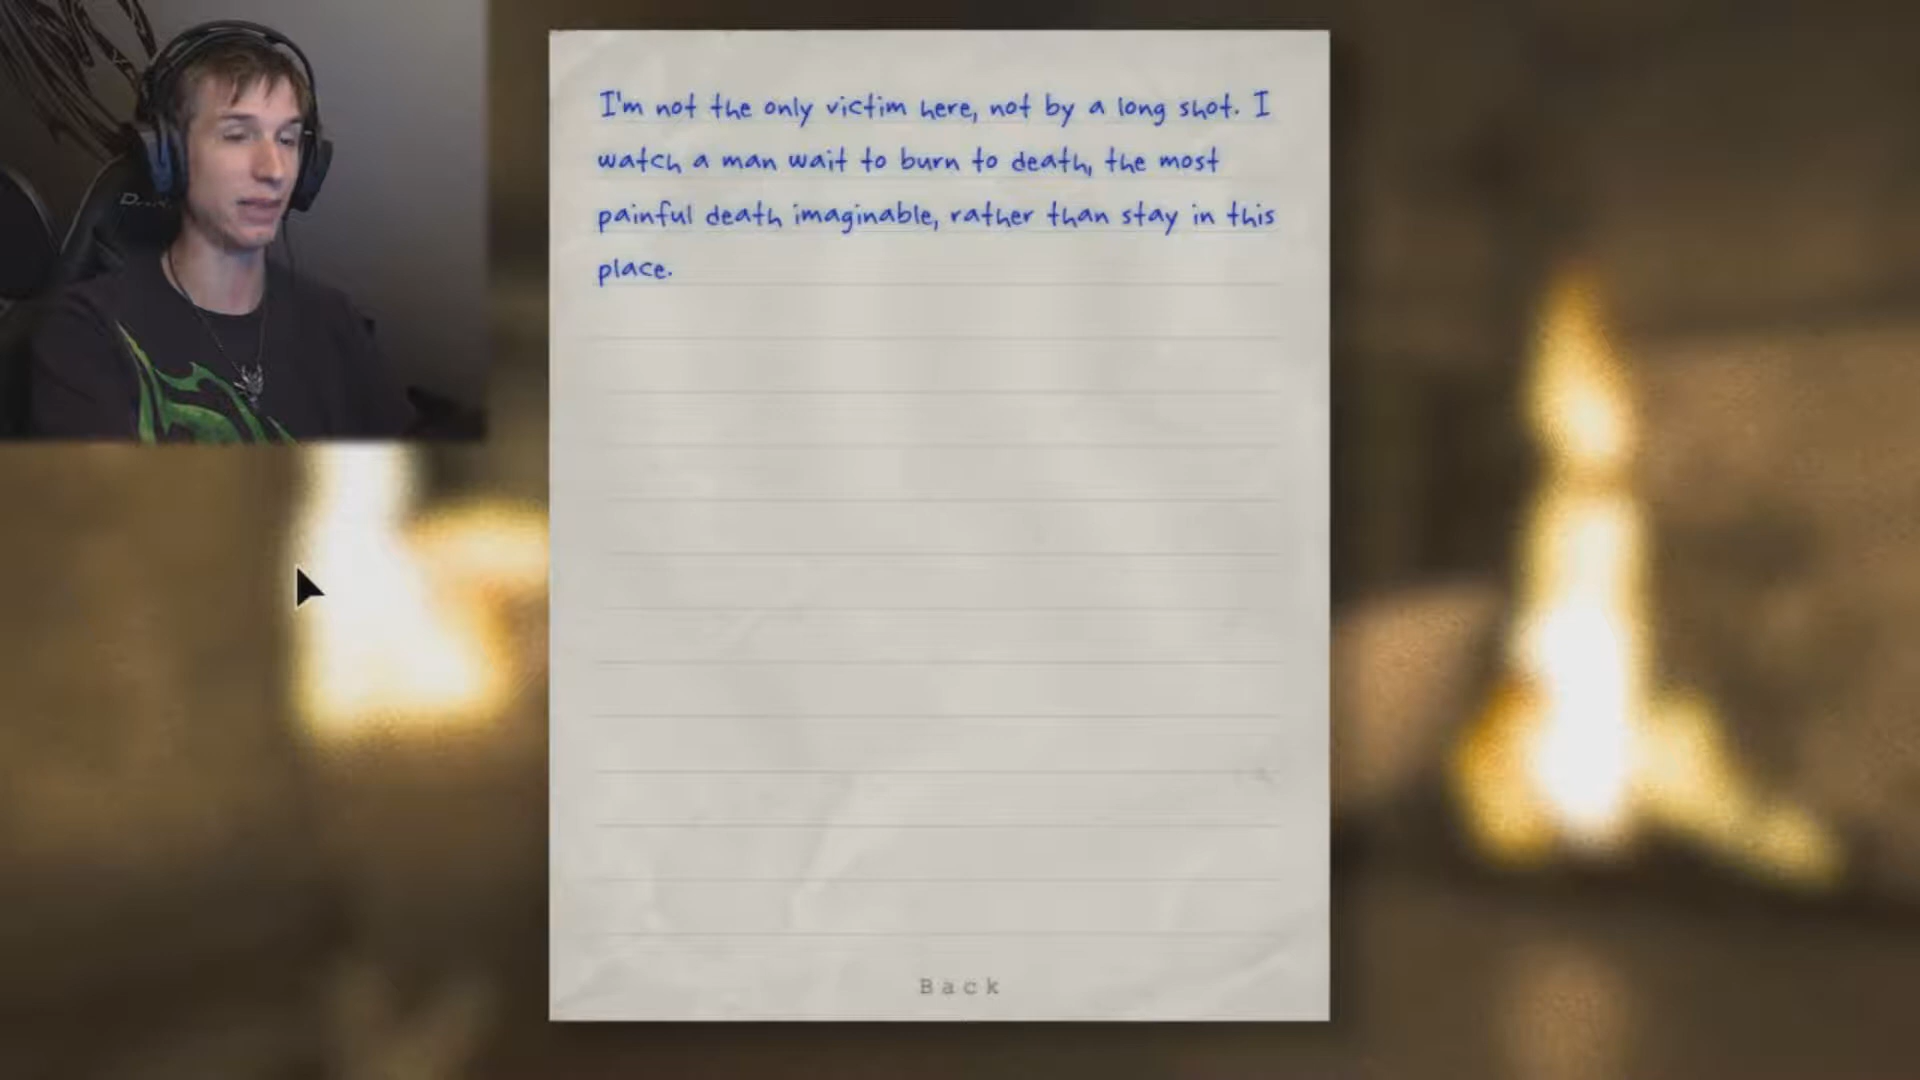 I'm not the only victim here, not by a long shot. I
watch a man wait to burn to death, the most
painful death imaginable, rather than stay in this
place.
Back